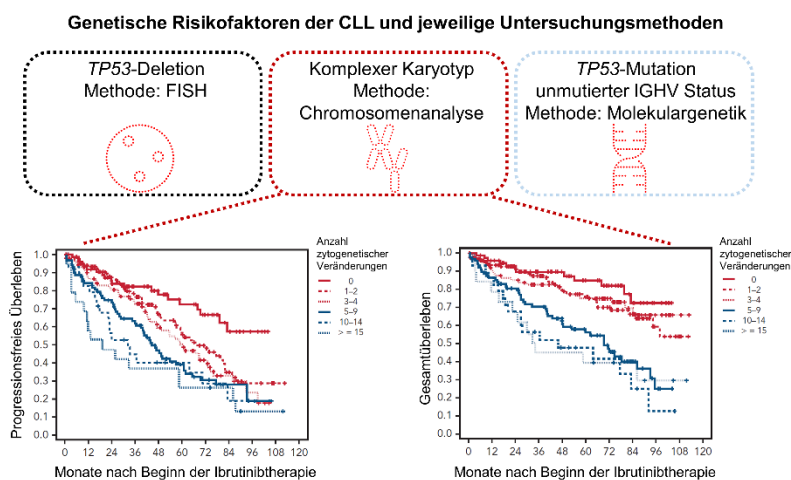 Genetische Risikofaktoren der CLL und jeweilige Untersuchungsmethoden
TP53-Deletion
Methode: FISH
Komplexer Karyotyp
Methode:
Chromosomenanalyse
TP53-Mutation
unmutierter IGHV Status
Methode: Molekulargenetik
Progressionsfreies Überleben
1.0
0.9
0.8
0.7
0.6
0.5
0.4
0.3
0.2
0.1
0.0
0 12 24 36 48 60 72 84 96 108 120
Monate nach Beginn der Ibrutinibtherapie
Anzahl
zytogenetischer
Veränderungen
0
1–2
3–4
5–9
10–14
> = 15
Gesamtüberleben
1.0
0.9
0.8
0.7
0.6
0.5
0.4
0.3
0.2
0.1
0.0
0 12 24 36 48 60 72 84 96 108 120
Monate nach Beginn der Ibrutinibtherapie
Anzahl
zytogenetischer
Veränderungen
0
1–2
3–4
5–9
10–14
> = 15